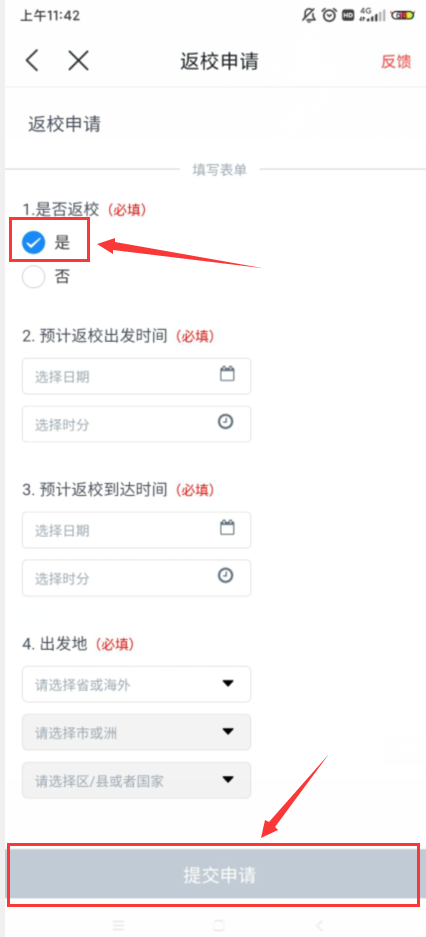 上午11:42
HD 4G
返校申请
反馈
返校申请
填写表单
1.是否返校（必填）
是
否
2. 预计返校出发时间（必填）
选择日期
选择时分
3. 预计返校到达时间（必填）
选择日期
选择时分
4. 出发地（必填）
请选择省或海外
请选择市或洲
请选择区/县或者国家
提交申请